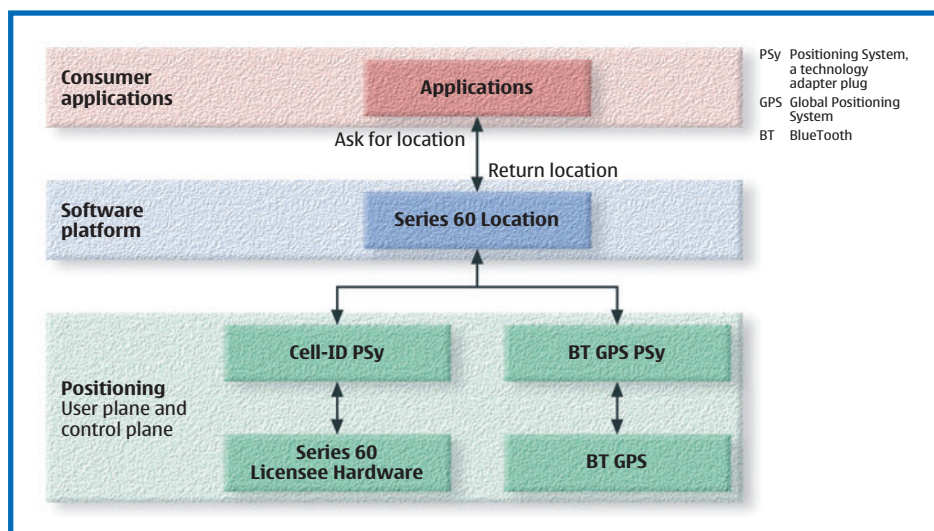 Consumer
applications
Applications
PSy Positioning System,
a technology
adapter plug
GPS Global Positioning
System
BT BlueTooth
Ask for location
Return location
Software
platform
Series 60 Location
Cell-ID PSy
BT GPS PSy
Positioning
User plane and
control plane
Series 60
Licensee Hardware
BT GPS